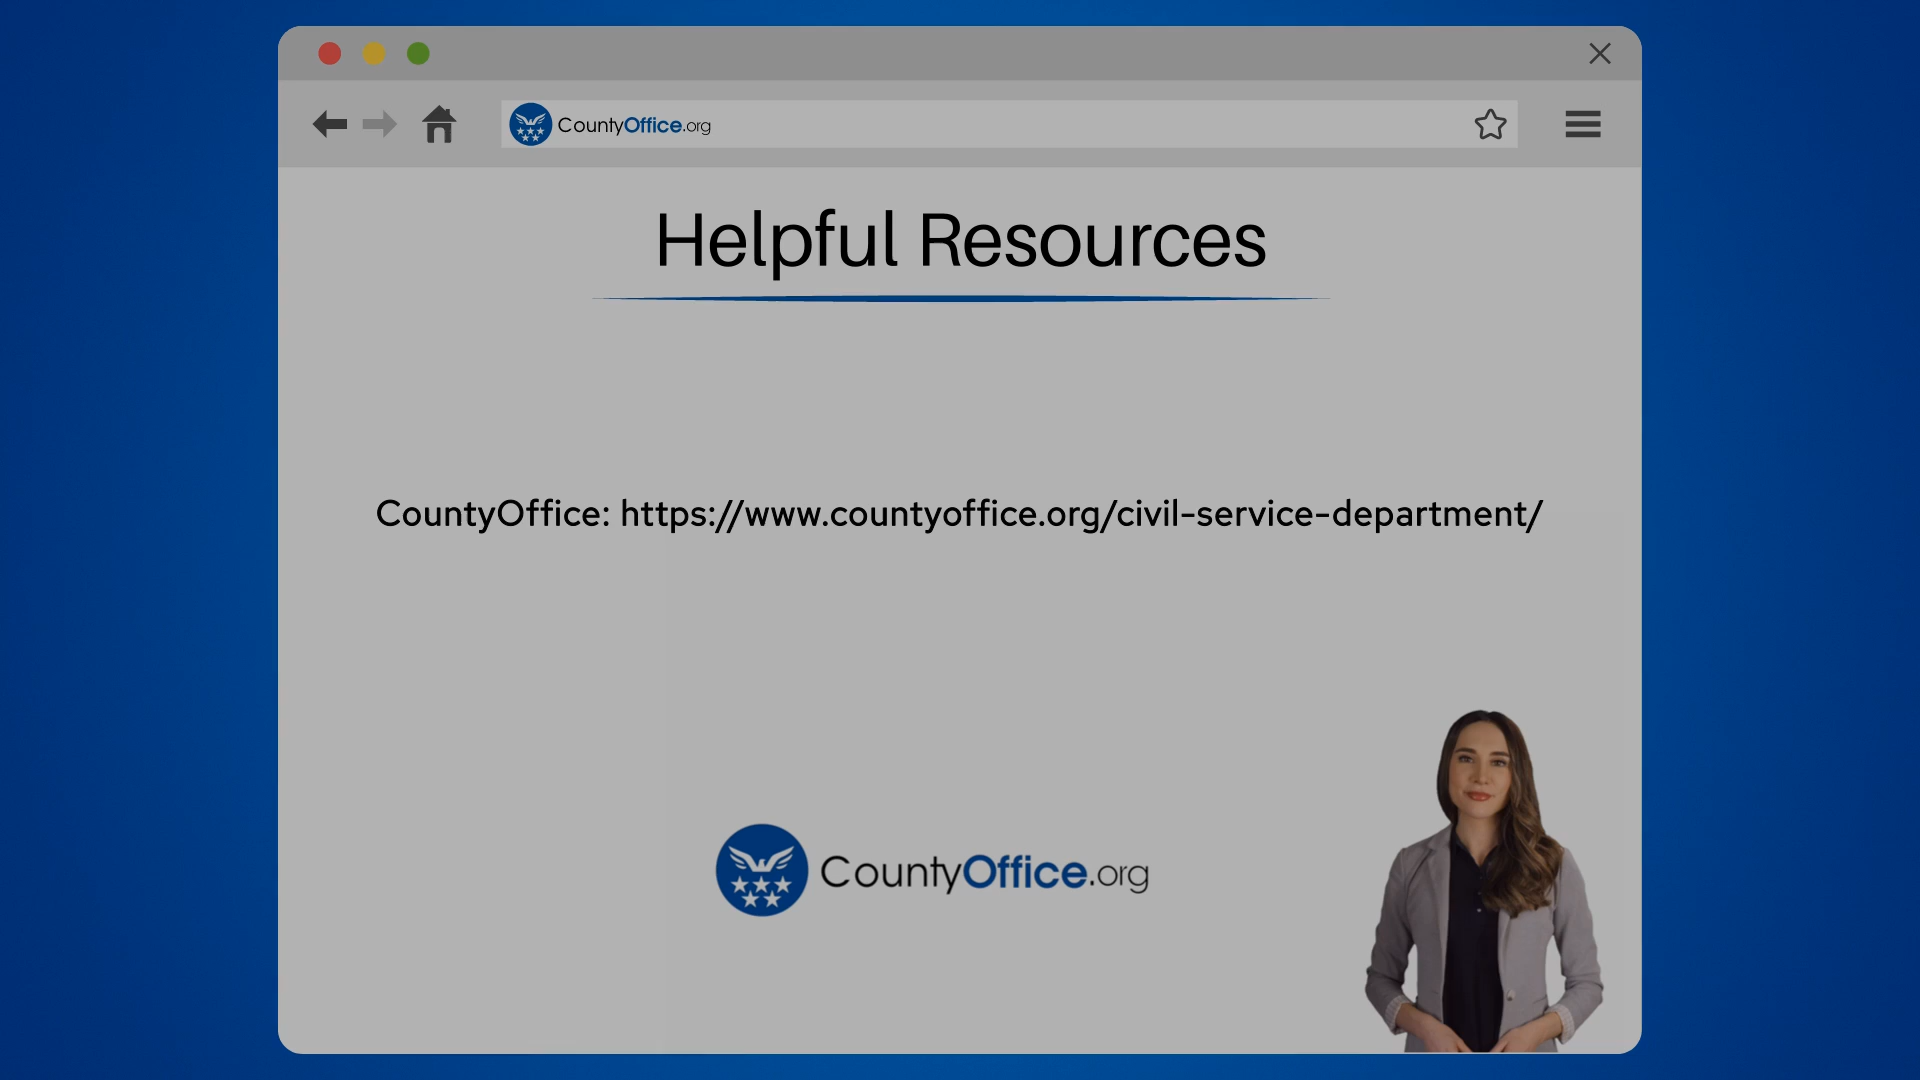 CountyOffice.org
Helpful Resources
CountyOffice: https://www.countyoffice.org/civil-service-department/
CountyOffice.org